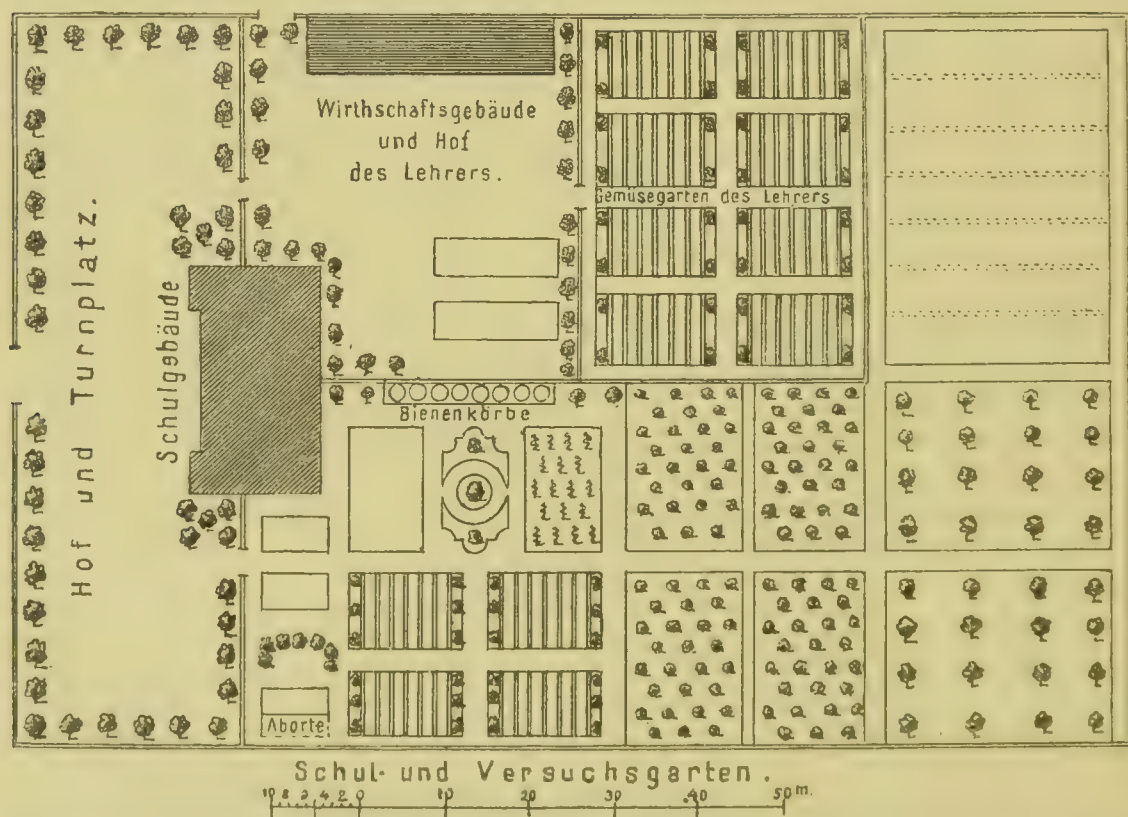 Wirthschaftsgebäude
und Hof
des Lehrers.
Gemüsegarten des Lehrers
Hof und Turnplatz.
Schulgebäude
Bienenkörbe
Aborte
Schul- und Versuchsgarten.
10 8 6 4 2 0 10 20 30 40 50 m.